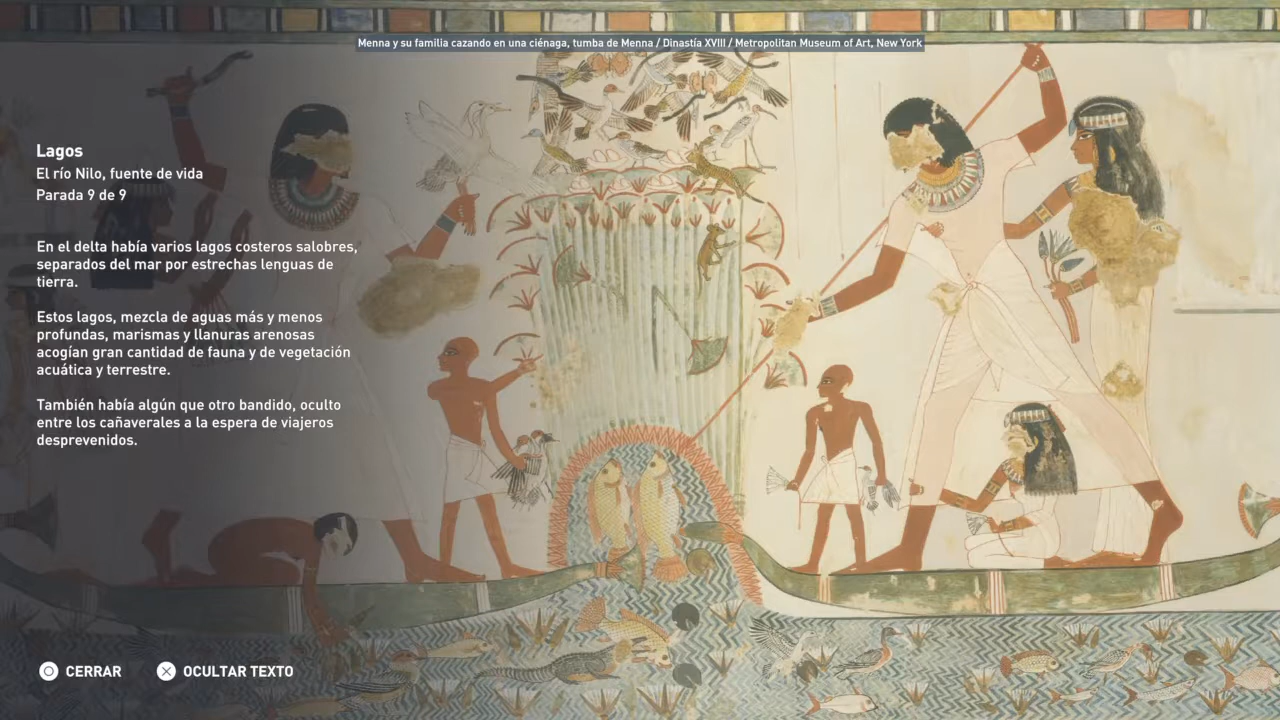 Menna y su familia cazando en una ciénaga, tumba de Menna / Dinastía XVIII / Metropolitan Museum of Art, New York
Lagos
El río Nilo, fuente de vida
Parada 9 de 9
En el delta había varios lagos costeros salobres,
separados del mar por estrechas lenguas de
tierra.
Estos lagos, mezcla de aguas más y menos
profundas, marismas y llanuras arenosas
acogían gran cantidad de fauna y de vegetación
acuática y terrestre.
También había algún que otro bandido, oculto
entre los cañaverales a la espera de viajeros
desprevenidos.
CERRAR
OCULTAR TEXTO